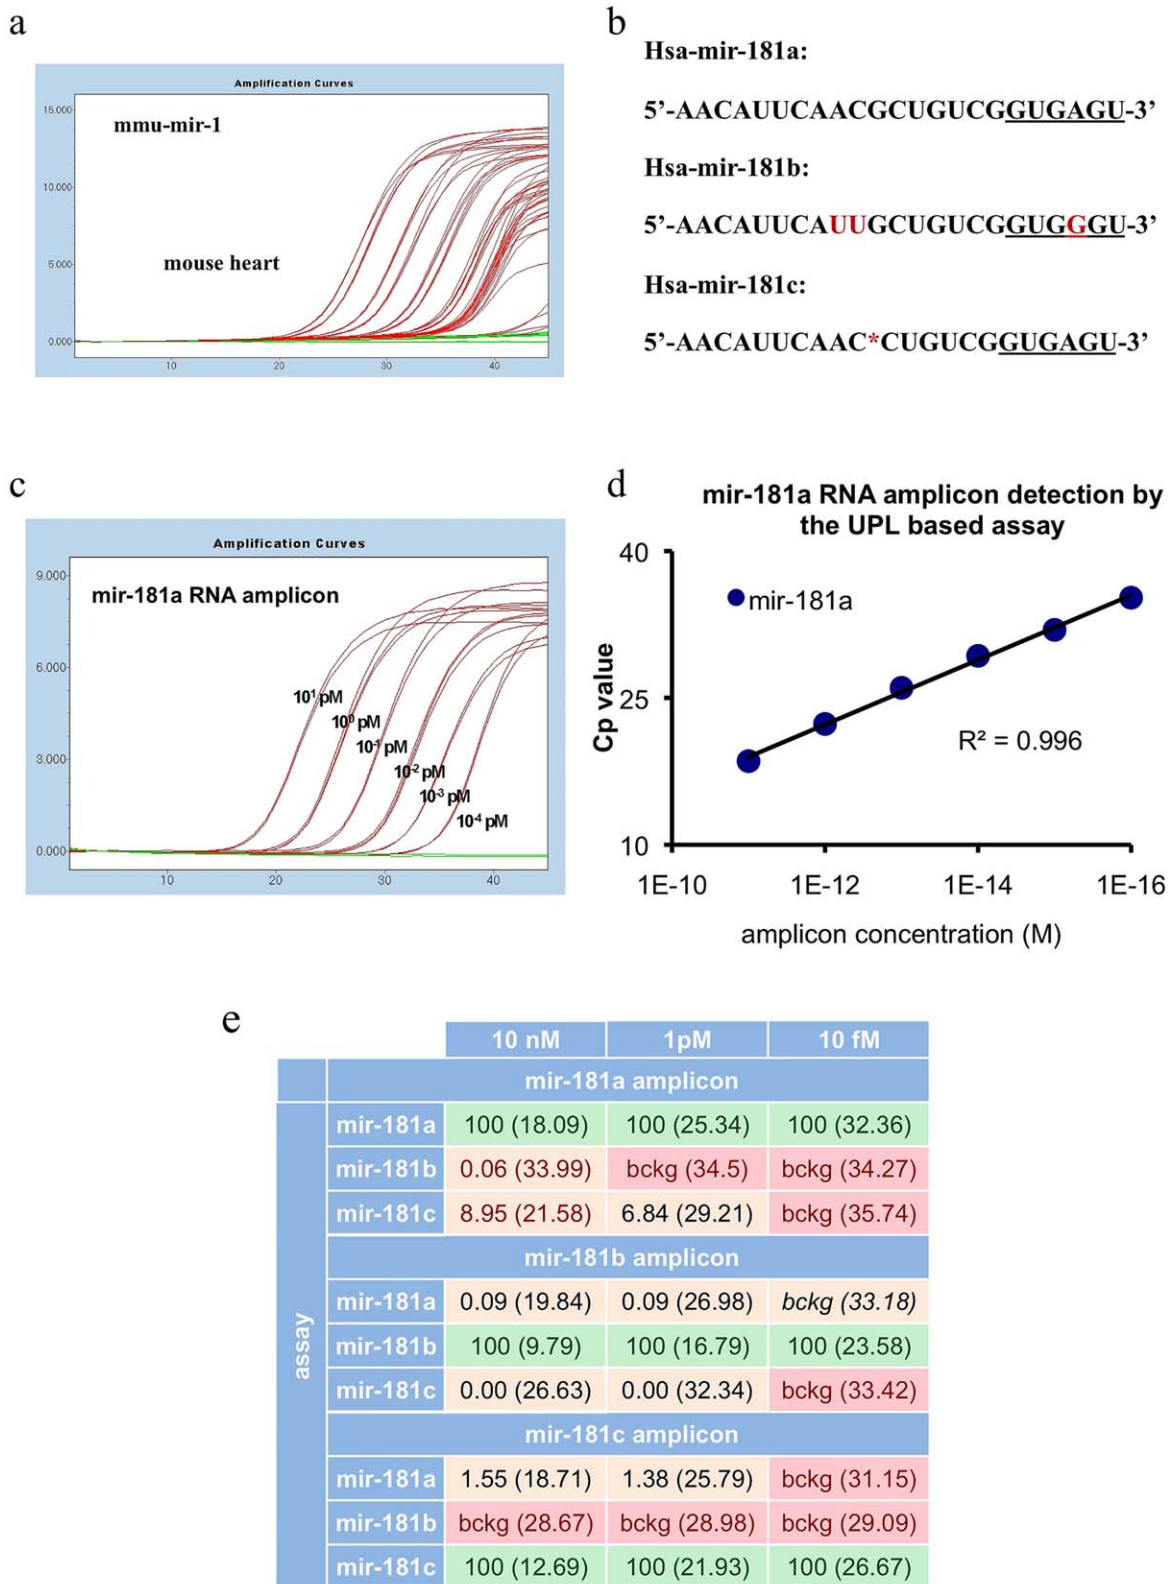 a
Amplification Curves
15.000
10.000
5.000
0.000
mmu-mir-1
mouse heart
10 20 30 40
b
Hsa-mir-181a:
5’-AACAUUCAACGCUGUCGGUGAGU-3’
Hsa-mir-181b:
5’-AACAUUCAUUGCUGUCGGUGGGU-3’
Hsa-mir-181c:
5’-AACAUUCAAC*CUGUCGGUGAGU-3’
c
Amplification Curves
9.000
6.000
3.000
0.000
mir-181a RNA amplicon
10¹ pM
10⁰ pM
10⁻¹ pM
10⁻² pM
10⁻³ pM
10⁻⁴ pM
10 20 30 40
d
mir-181a RNA amplicon detection by
the UPL based assay
40
25
10
Cp value
mir-181a
R² = 0.996
1E-10 1E-12 1E-14 1E-16
amplicon concentration (M)
e
10 nM 1pM 10 fM
mir-181a amplicon
assay
mir-181a 100 (18.09) 100 (25.34) 100 (32.36)
mir-181b 0.06 (33.99) bckg (34.5) bckg (34.27)
mir-181c 8.95 (21.58) 6.84 (29.21) bckg (35.74)
mir-181b amplicon
mir-181a 0.09 (19.84) 0.09 (26.98) bckg (33.18)
mir-181b 100 (9.79) 100 (16.79) 100 (23.58)
mir-181c 0.00 (26.63) 0.00 (32.34) bckg (33.42)
mir-181c amplicon
mir-181a 1.55 (18.71) 1.38 (25.79) bckg (31.15)
mir-181b bckg (28.67) bckg (28.98) bckg (29.09)
mir-181c 100 (12.69) 100 (21.93) 100 (26.67)